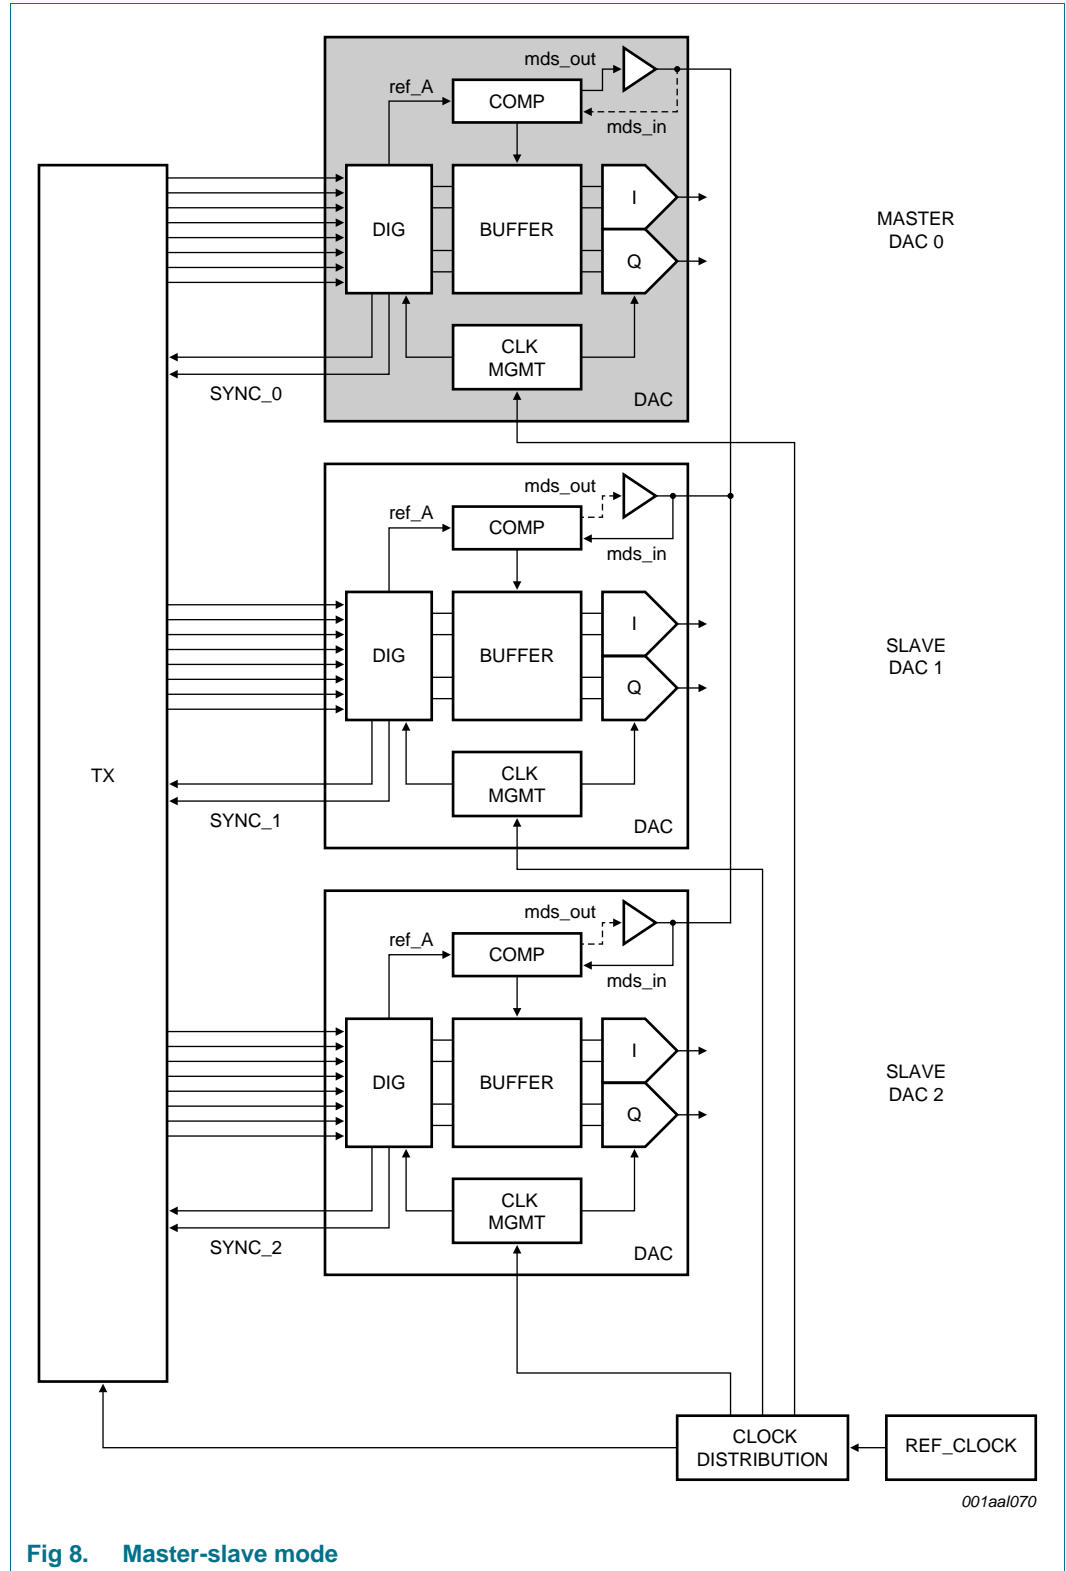 mds_out
ref_A
COMP
mds_in
DIG
BUFFER
I
Q
MASTER
DAC 0
CLK
MGMT
SYNC_0
DAC
mds_out
ref_A
COMP
mds_in
DIG
BUFFER
I
Q
SLAVE
DAC 1
TX
CLK
MGMT
SYNC_1
DAC
mds_out
ref_A
COMP
mds_in
DIG
BUFFER
I
Q
SLAVE
DAC 2
CLK
MGMT
SYNC_2
DAC
CLOCK
DISTRIBUTION
REF_CLOCK
001aal070
Fig 8. Master-slave mode